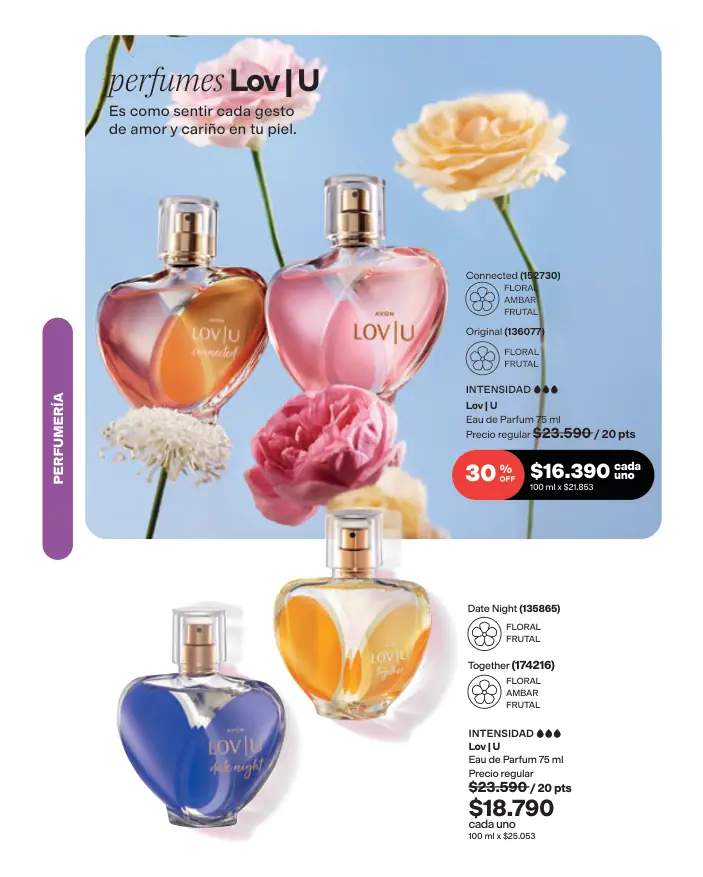 perfumes Lov|U
Es como sentir cada gesto
de amor y cariño en tu piel.
AVON
LOV|U
connected
AVON
LOV|U
Connected (152730)
FLORAL
AMBAR
FRUTAL
Original (136077)
FLORAL
FRUTAL
INTENSIDAD
Lov|U
Eau de Parfum 75 ml
Precio regular $23.590 / 20 pts
30% OFF $16.390 cada uno
100 ml x $21.853
PERFUMERÍA
AVON
LOV|U
together
AVON
LOV|U
date night
Date Night (135865)
FLORAL
FRUTAL
Together (174216)
FLORAL
AMBAR
FRUTAL
INTENSIDAD
Lov|U
Eau de Parfum 75 ml
Precio regular
$23.590 / 20 pts
$18.790
cada uno
100 ml x $25.053